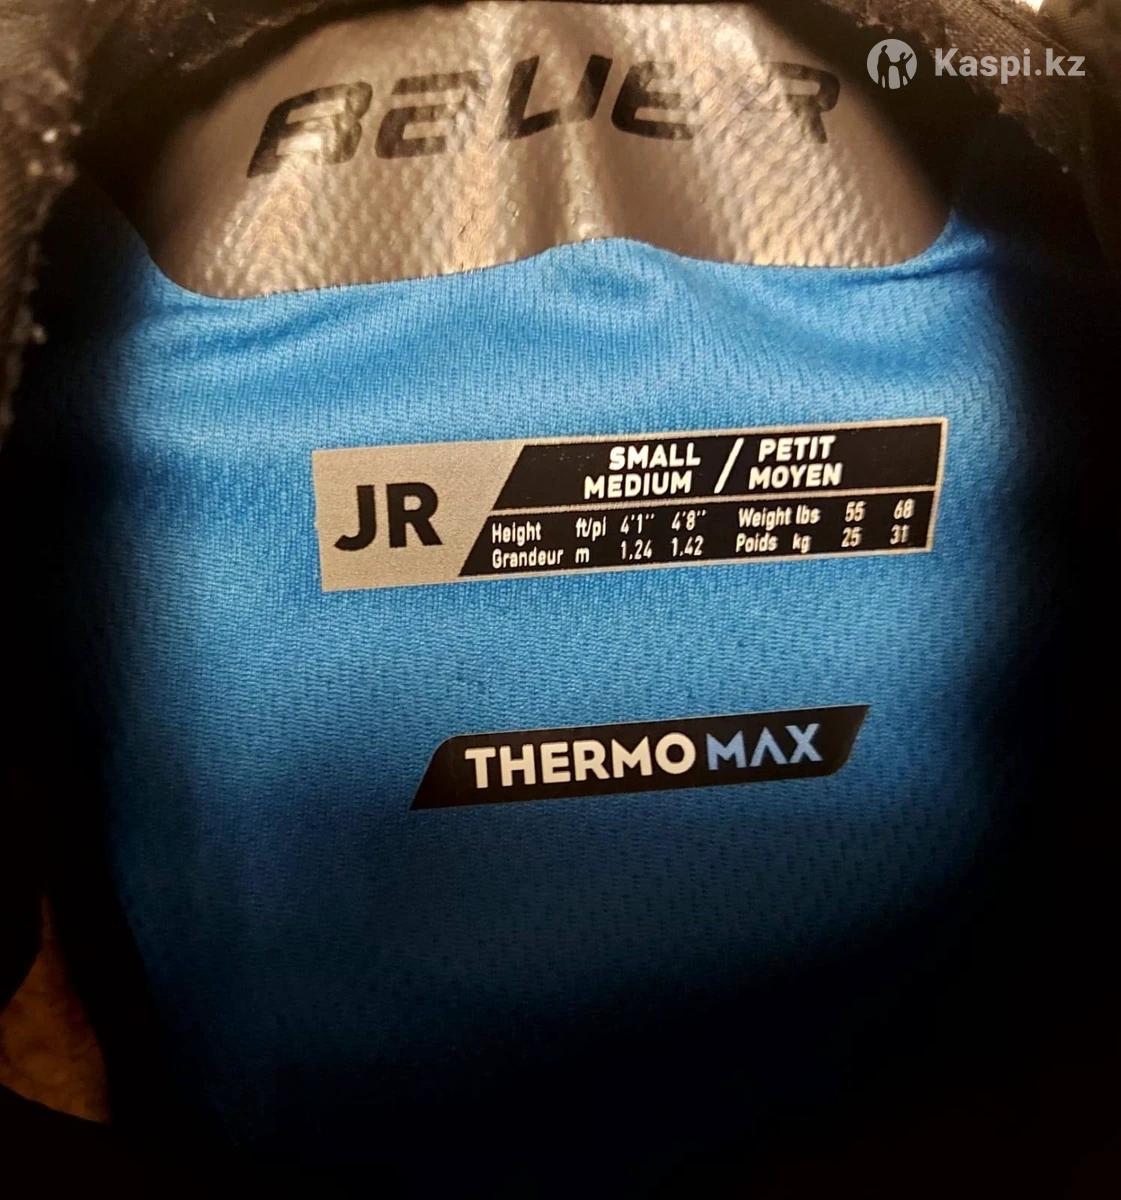 Kaspi.kz
BAUER
JR
SMALL / PETIT
MEDIUM MOYEN
Height ft/pi 4'1'' 4'8'' Weight lbs 55 68
Grandeur m 1.24 1.42 Poids kg 25 31
THERMO MAX